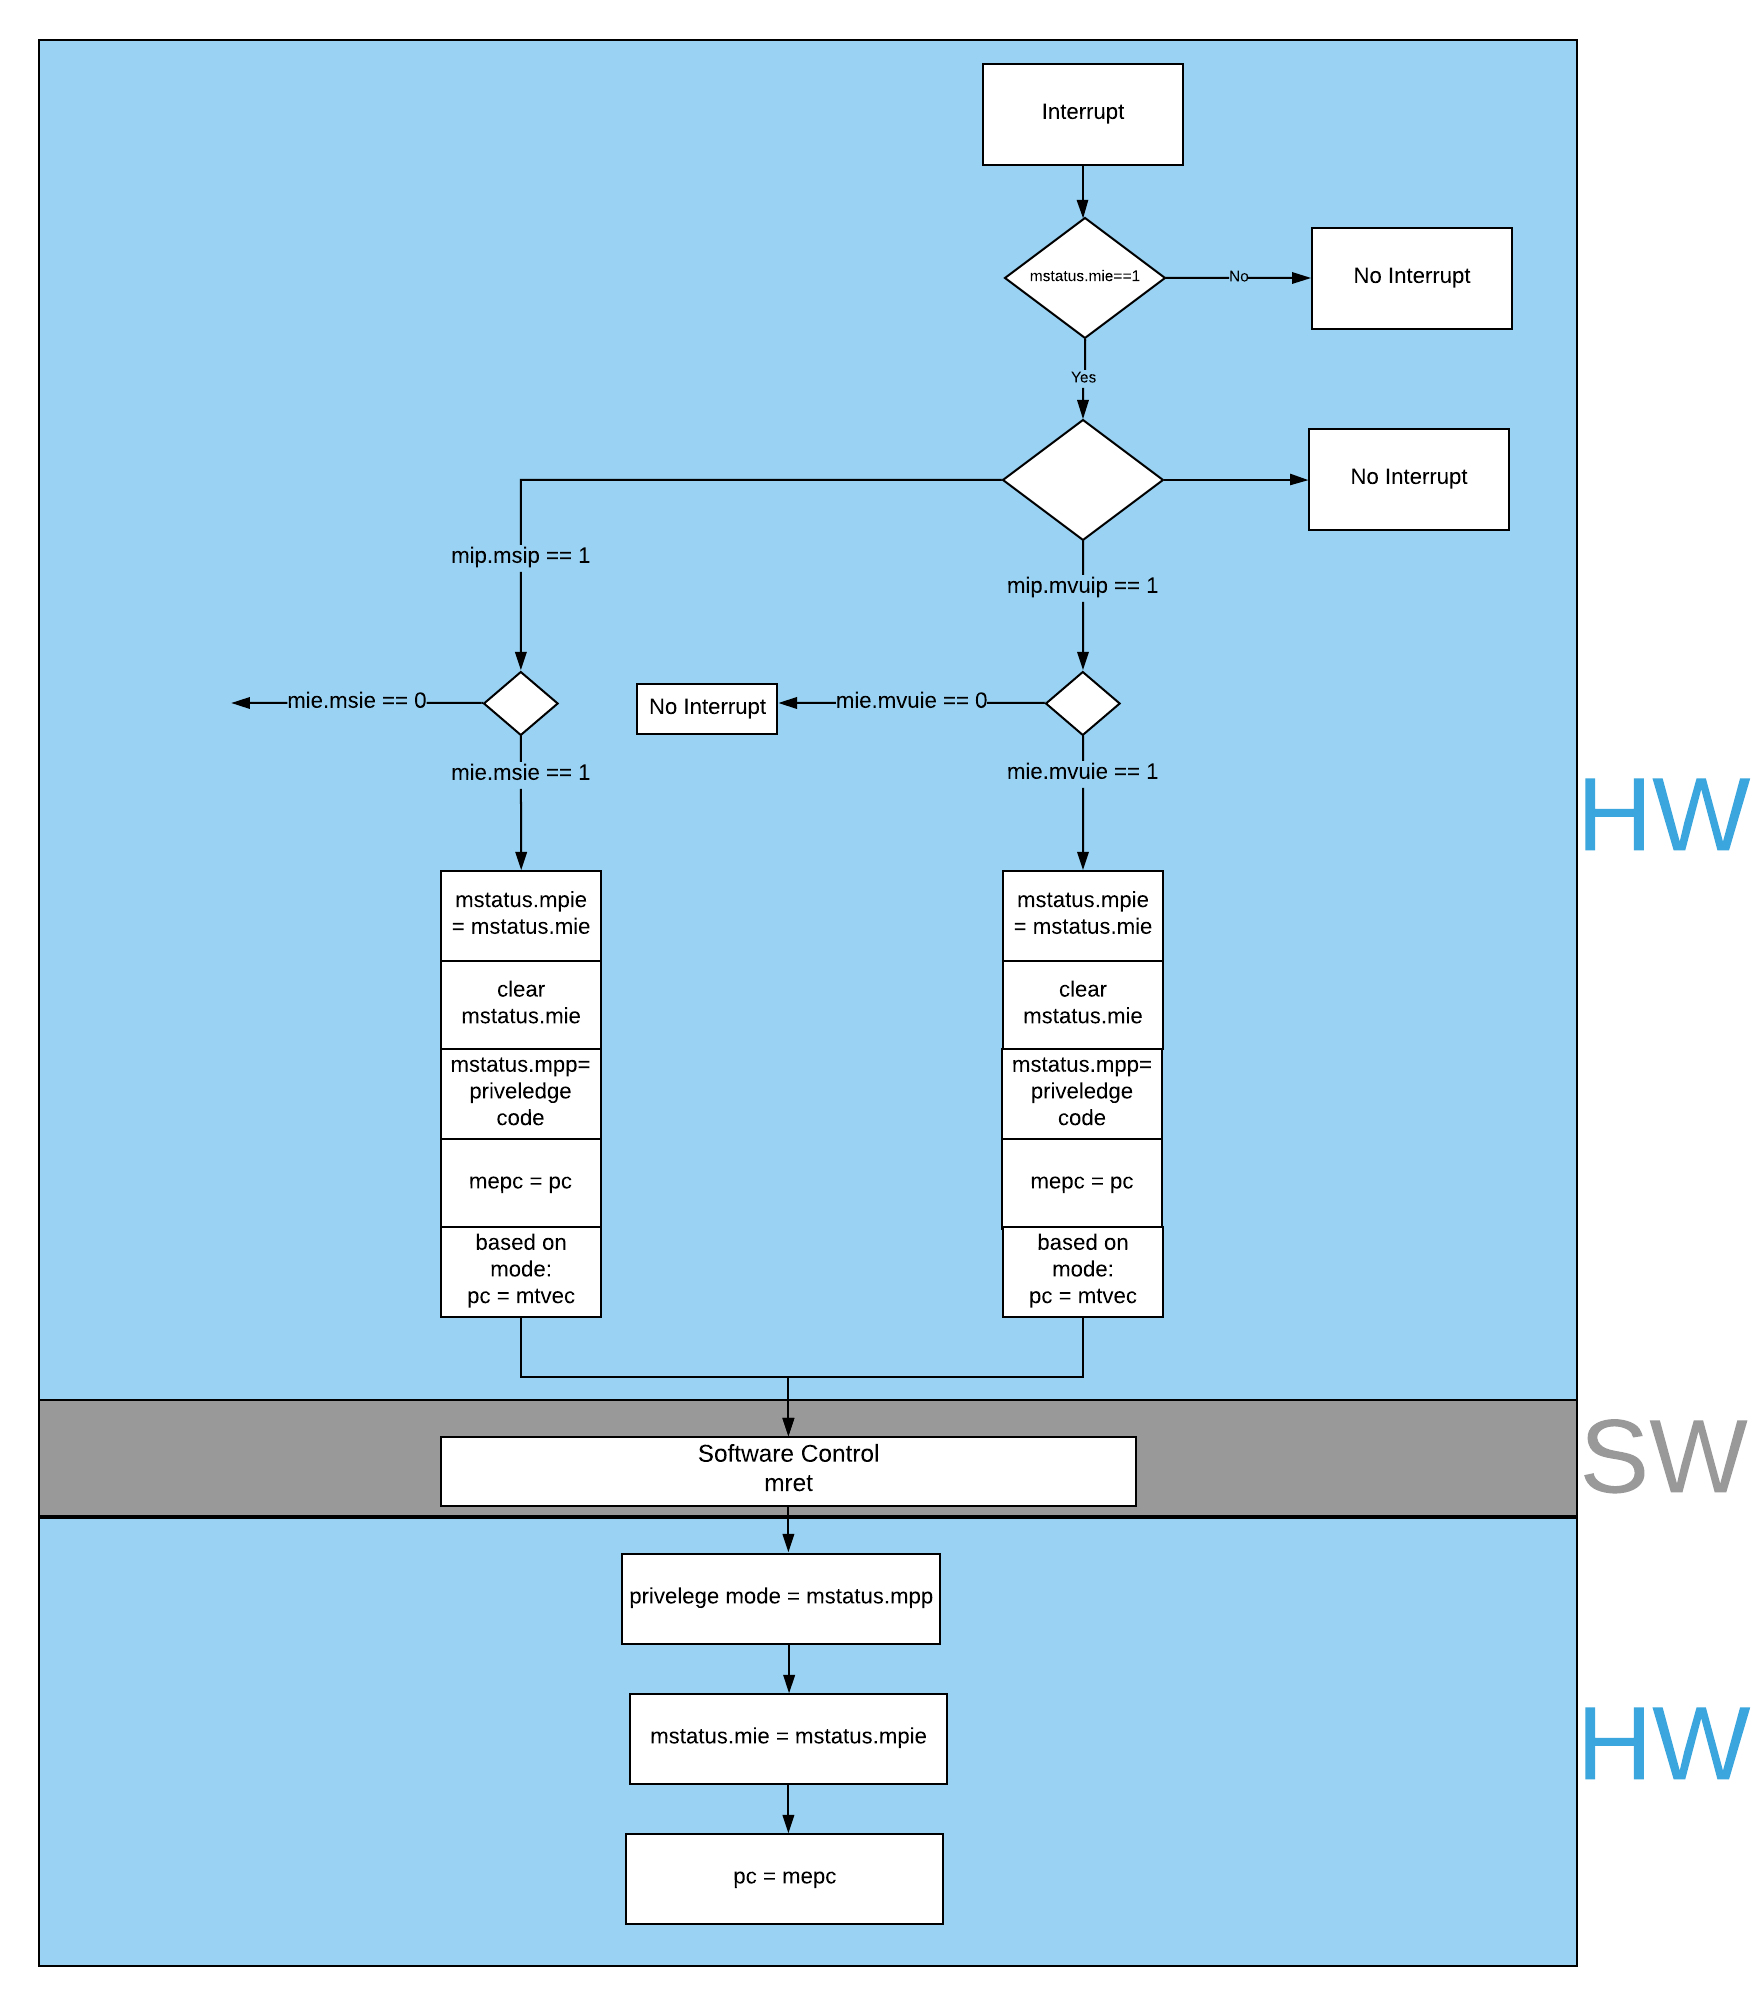 Interrupt
mstatus.mie==1
No
No Interrupt
Yes
No Interrupt
mip.msip == 1
mip.mvuip == 1
mie.msie == 0
No Interrupt
mie.mvuie == 0
mie.msie == 1
mie.mvuie == 1
HW
mstatus.mpie
= mstatus.mie
clear
mstatus.mie
mstatus.mpp=
priveledge
code
mepc = pc
based on
mode:
pc = mtvec
mstatus.mpie
= mstatus.mie
clear
mstatus.mie
mstatus.mpp=
priveledge
code
mepc = pc
based on
mode:
pc = mtvec
Software Control
mret
SW
privelege mode = mstatus.mpp
mstatus.mie = mstatus.mpie
HW
pc = mepc